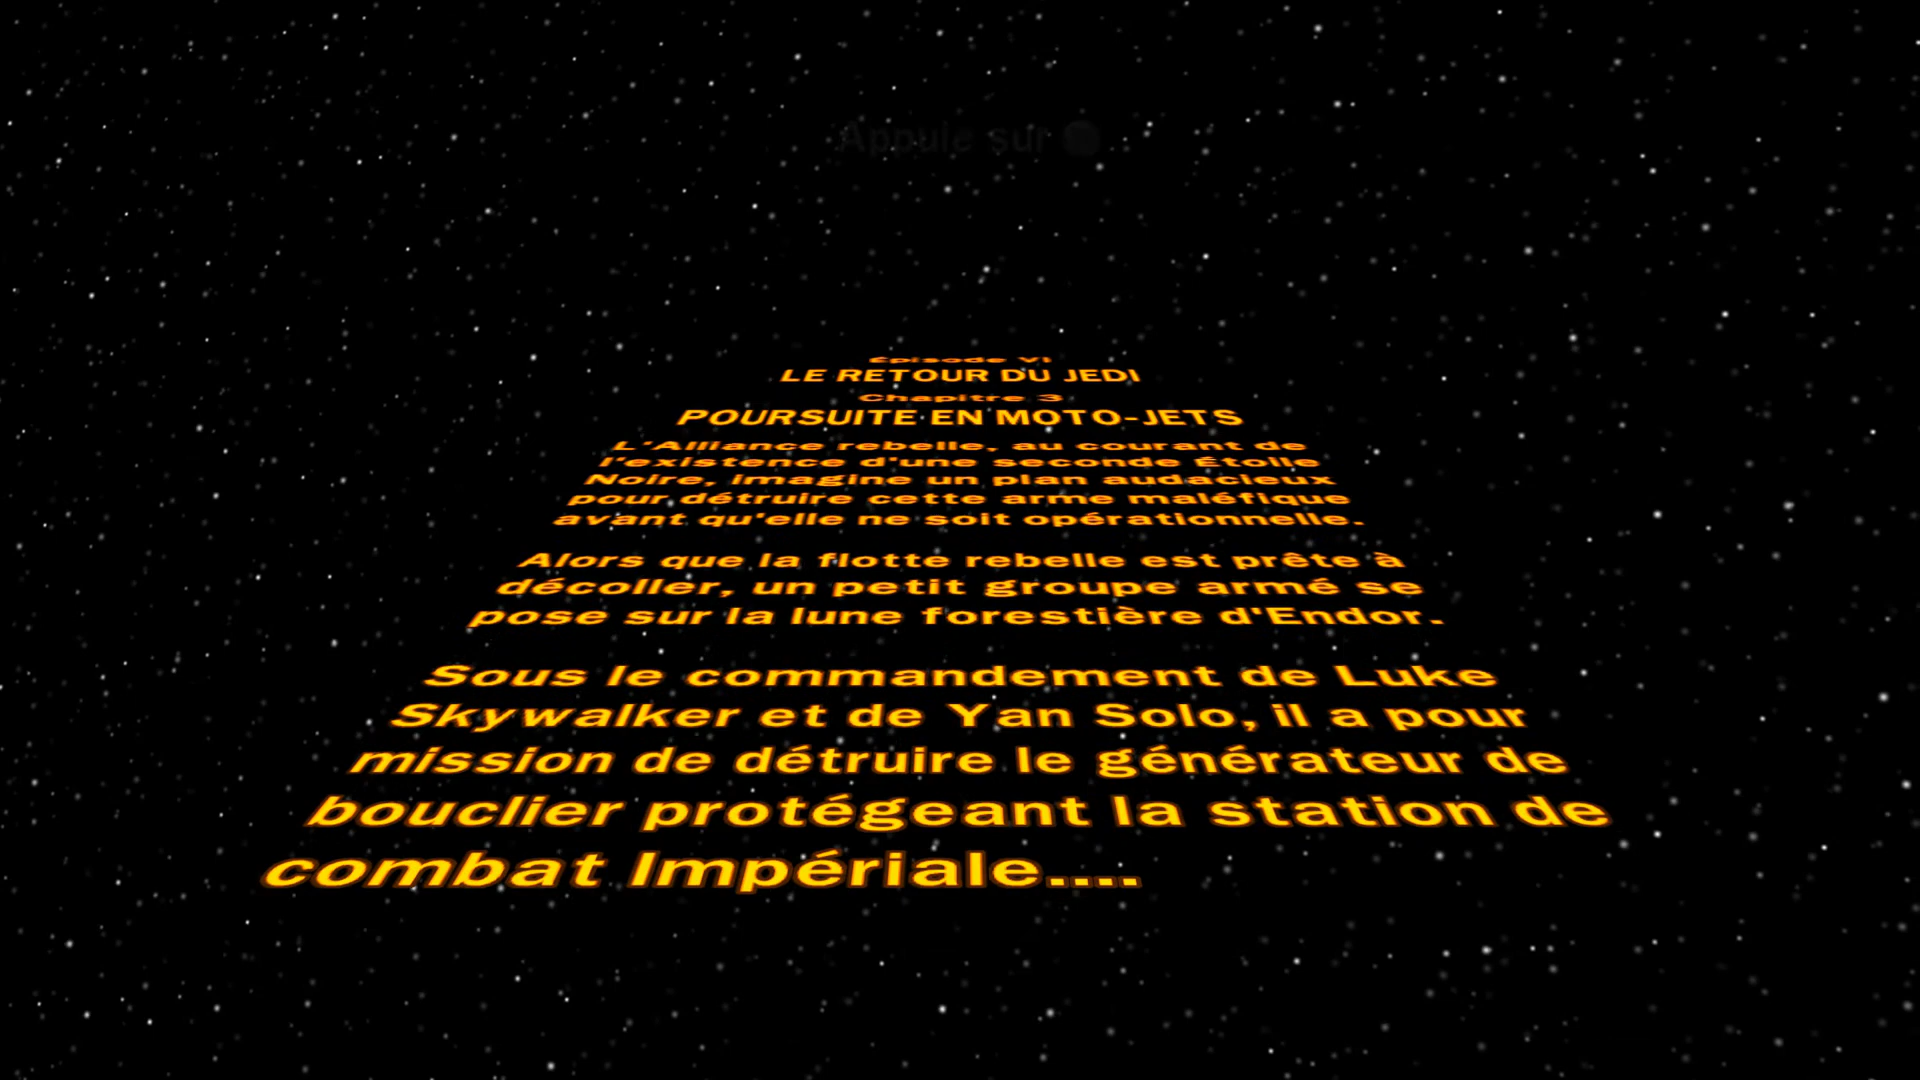 Appuie sur
Épisode VI
LE RETOUR DU JEDI
Chapitre 3
POURSUITE EN MOTO-JETS
L'Alliance rebelle, au courant de
l'existence d'une seconde Étoile
Noire, imagine un plan audacieux
pour détruire cette arme maléfique
avant qu'elle ne soit opérationnelle.
Alors que la flotte rebelle est prête à
décoller, un petit groupe armé se
pose sur la lune forestière d'Endor.
Sous le commandement de Luke
Skywalker et de Yan Solo, il a pour
mission de détruire le générateur de
bouclier protégeant la station de
combat Impériale....